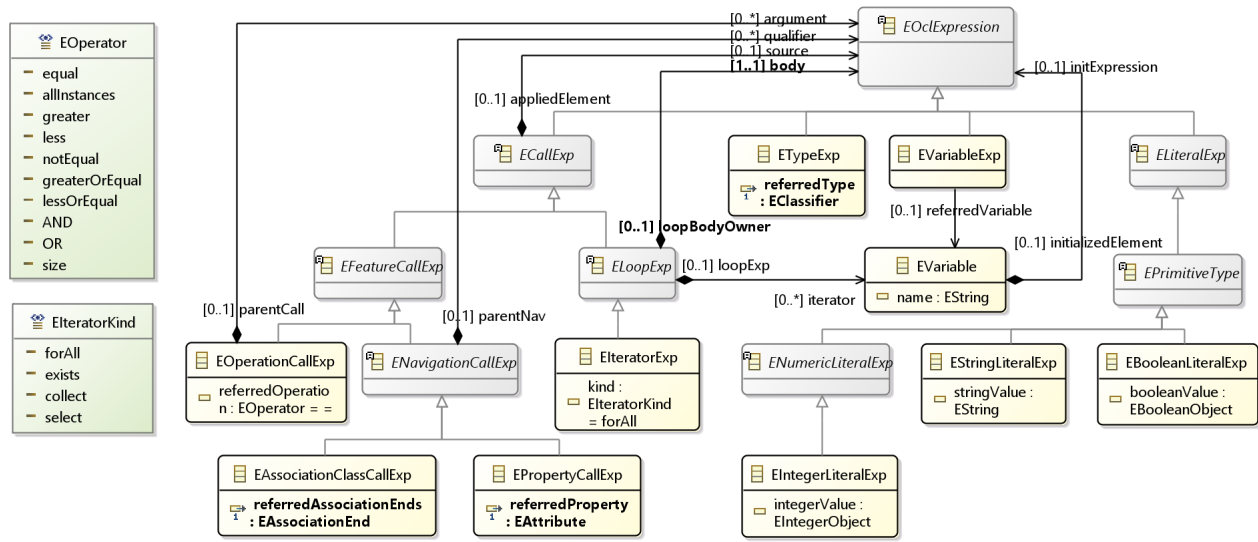 EOperator
equal
allInstances
greater
less
notEqual
greaterOrEqual
lessOrEqual
AND
OR
size
EIteratorKind
forAll
exists
collect
select
[0..*] argument
[0..*] qualifier
[0..1] source
[1..1] body
EOclExpression
[0..1] initExpression
[0..1] appliedElement
ECallExp
ETypeExp
referredType
: EClassifier
EVariableExp
ELiteralExp
[0..1] referredVariable
[0..1] loopBodyOwner
[0..1] initializedElement
EFeatureCallExp
ELoopExp
[0..1] loopExp
[0..*] iterator
EVariable
name : EString
EPrimitiveType
[0..1] parentCall
[0..1] parentNav
EOperationCallExp
referredOperatio
n : EOperator = =
ENavigationCallExp
EIteratorExp
kind :
EIteratorKind
= forAll
ENumericLiteralExp
EStringLiteralExp
stringValue :
EString
EBooleanLiteralExp
booleanValue :
EBooleanObject
EAssociationClassCallExp
referredAssociationEnds
: EAssociationEnd
EPropertyCallExp
referredProperty
: EAttribute
EIntegerLiteralExp
integerValue :
EIntegerObject